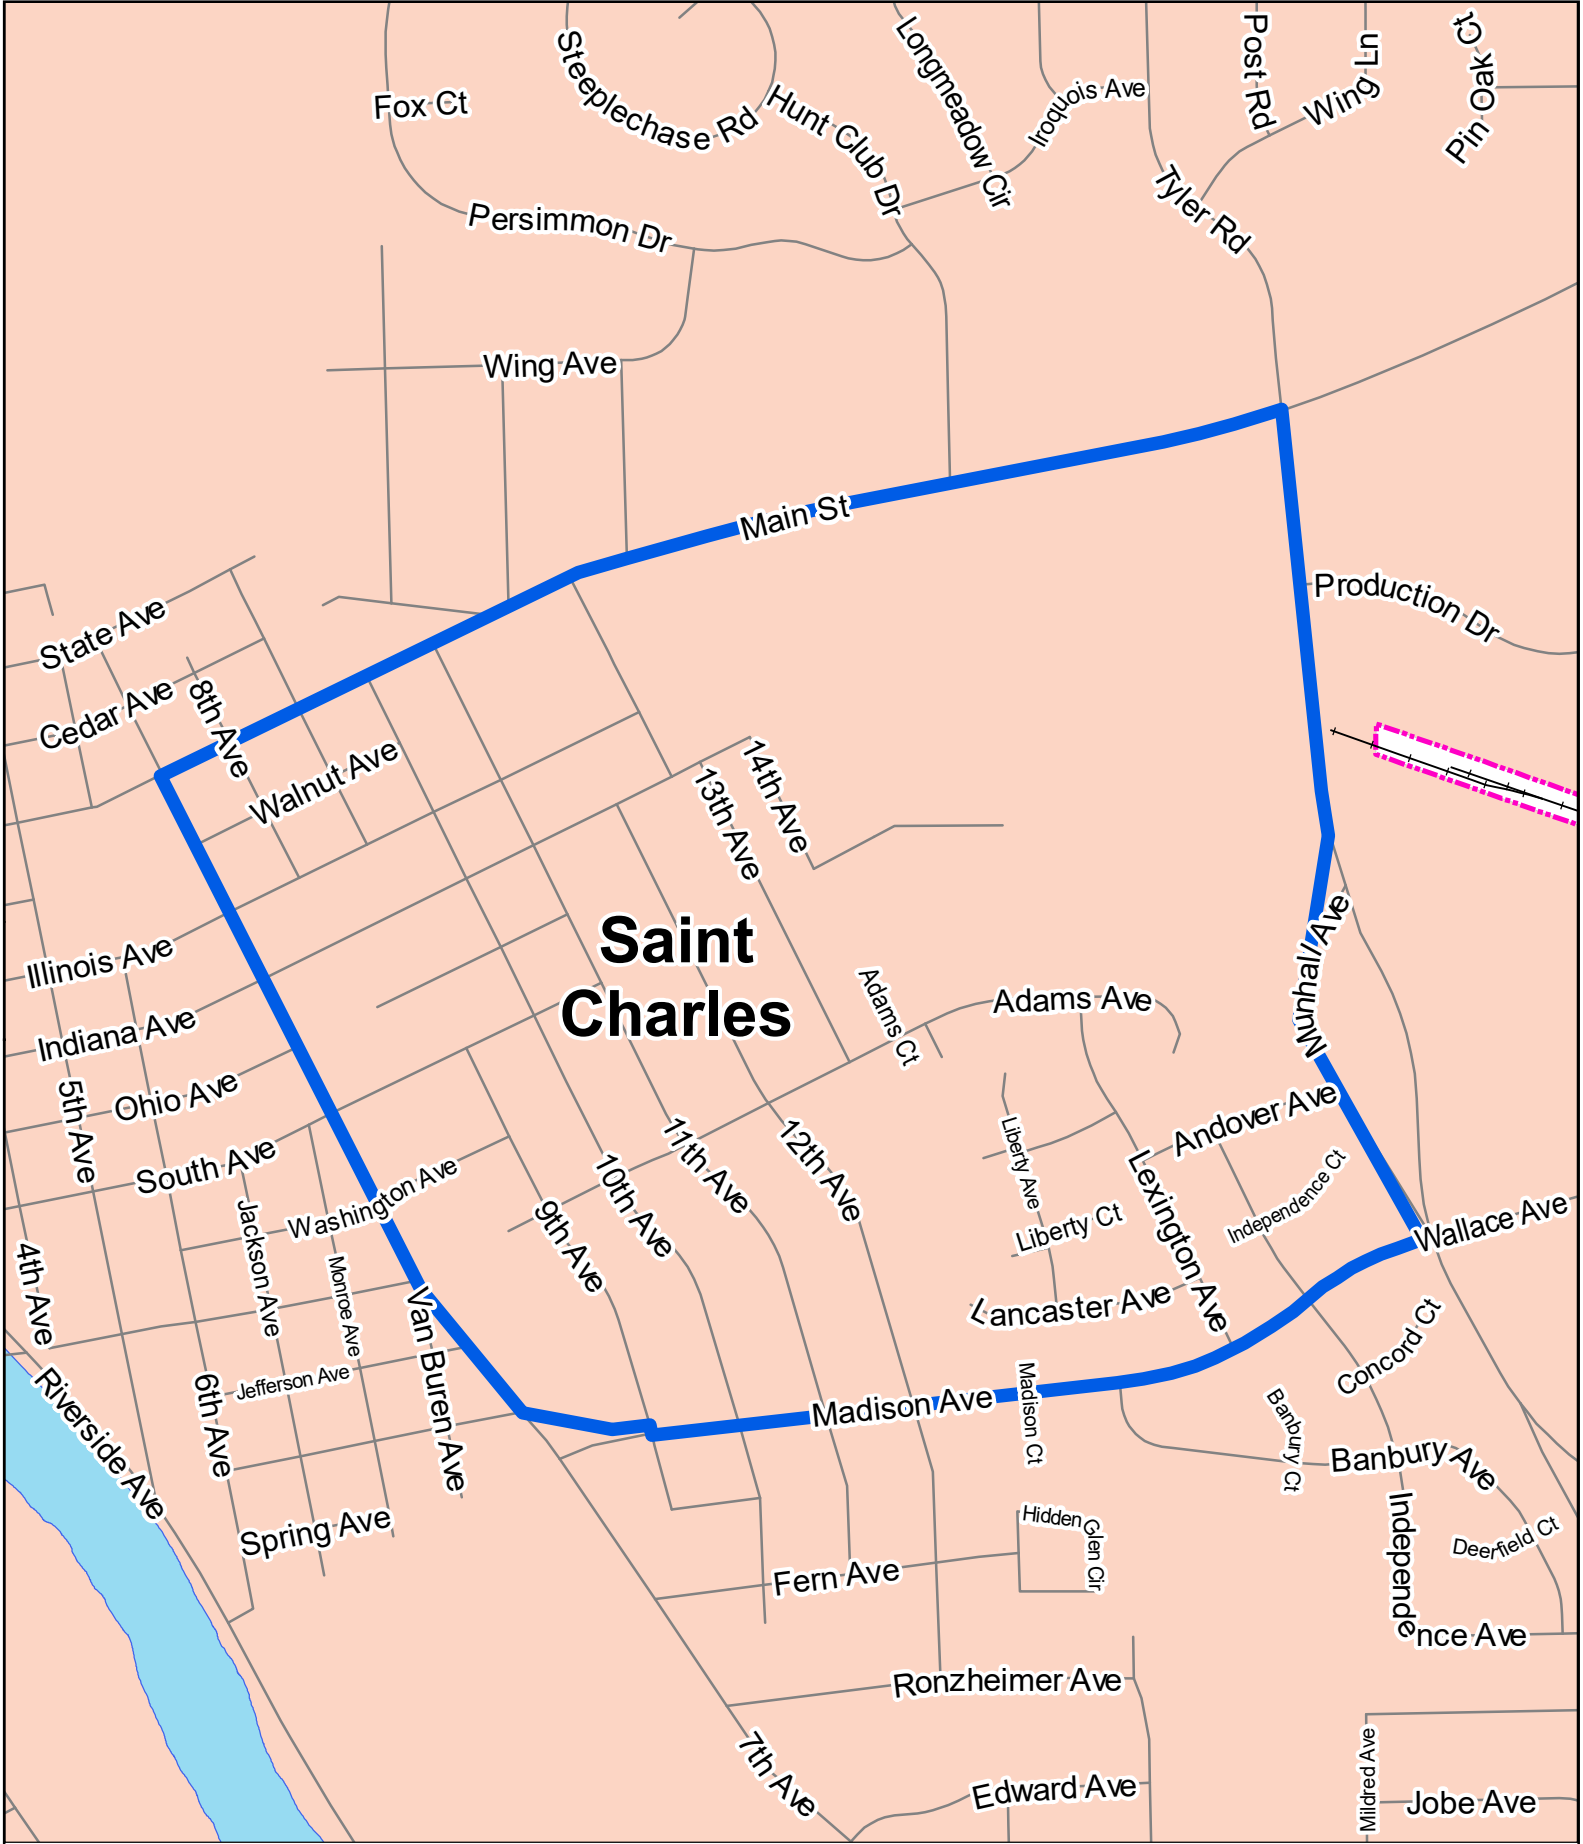 Fox Ct
Steeplechase Rd
Hunt Club Dr
Longmeadow Cir
Iroquois Ave
Post Rd
Wing Ln
Pin Oak Ct
Persimmon Dr
Tyler Rd
Wing Ave
Main St
Production Dr
State Ave
Cedar Ave
8th Ave
Walnut Ave
14th Ave
13th Ave
Saint
Charles
Munhall Ave
Illinois Ave
Indiana Ave
Ohio Ave
5th Ave
South Ave
Adams Ct
Adams Ave
Andover Ave
Liberty Ave
Liberty Ct
Lexington Ave
Independence Ct
Wallace Ave
Washington Ave
Jackson Ave
Monroe Ave
9th Ave
10th Ave
11th Ave
12th Ave
4th Ave
Lancaster Ave
Van Buren Ave
Jefferson Ave
6th Ave
Riverside Ave
Madison Ave
Madison Ct
Concord Ct
Banbury Ct
Banbury Ave
Spring Ave
Hidden Glen Cir
Fern Ave
Independence Ave
Deerfield Ct
Ronzheimer Ave
7th Ave
Edward Ave
Mildred Ave
Jobe Ave